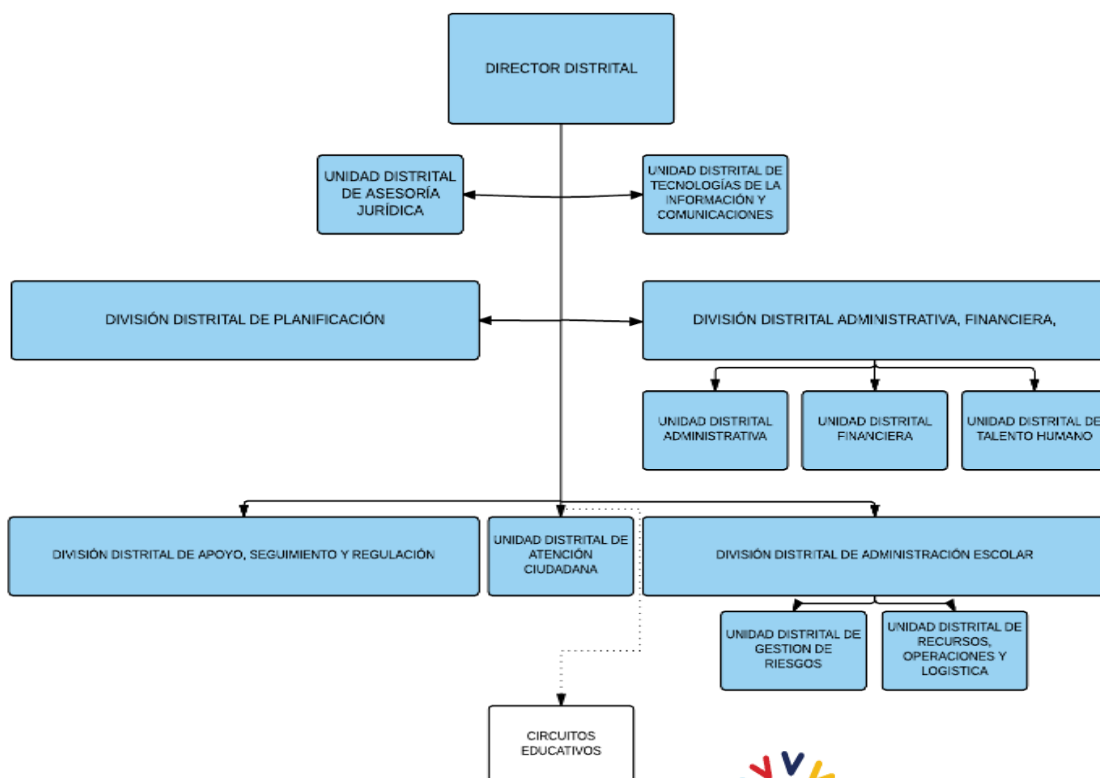 DIRECTOR DISTRITAL
UNIDAD DISTRITAL
DE ASESORÍA
JURÍDICA
UNIDAD DISTRITAL DE
TECNOLOGÍAS DE LA
INFORMACIÓN Y
COMUNICACIONES
DIVISIÓN DISTRITAL DE PLANIFICACIÓN
DIVISIÓN DISTRITAL ADMINISTRATIVA, FINANCIERA,
UNIDAD DISTRITAL
ADMINISTRATIVA
UNIDAD DISTRITAL
FINANCIERA
UNIDAD DISTRITAL DE
TALENTO HUMANO
DIVISIÓN DISTRITAL DE APOYO, SEGUIMIENTO Y REGULACIÓN
UNIDAD DISTRITAL DE
ATENCIÓN
CIUDADANA
DIVISIÓN DISTRITAL DE ADMINISTRACIÓN ESCOLAR
UNIDAD DISTRITAL DE
GESTION DE
RIESGOS
UNIDAD DISTRITAL DE
RECURSOS,
OPERACIONES Y
LOGISTICA
CIRCUITOS
EDUCATIVOS